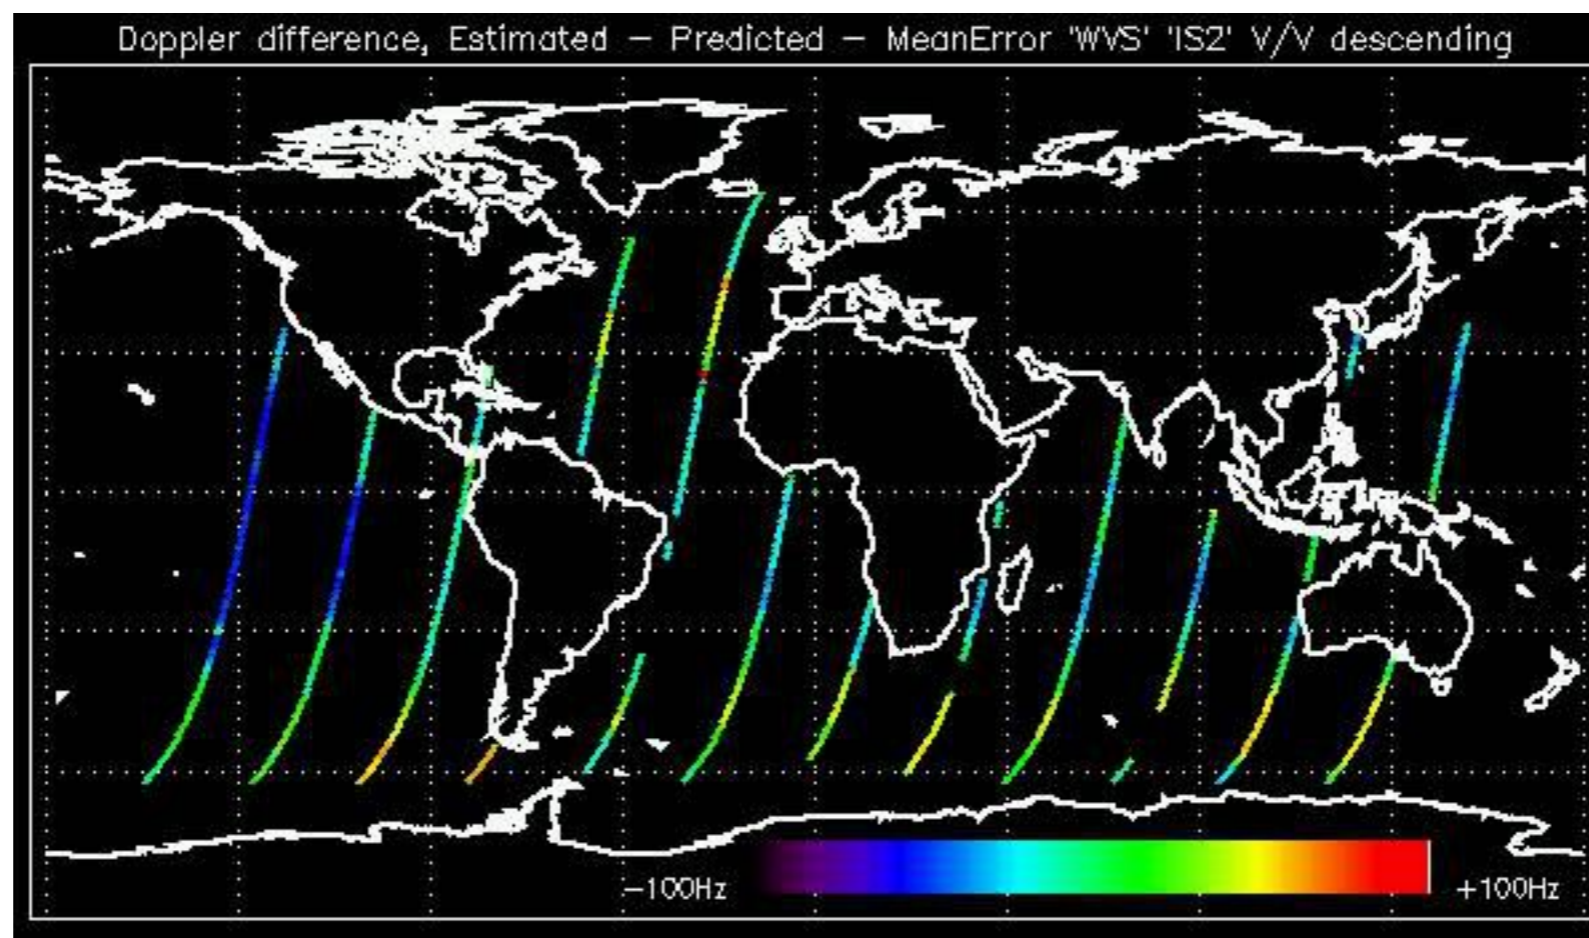 Doppler difference, Estimated – Predicted – MeanError 'WVS' 'IS2' V/V descending
-100Hz
+100Hz